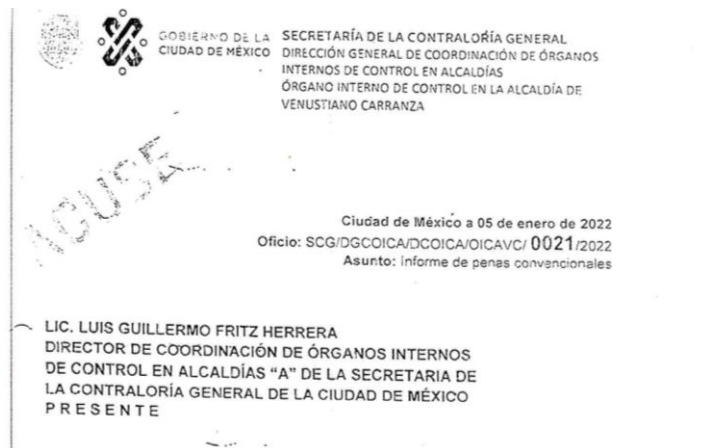 GOBIERNO DE LA
CIUDAD DE MÉXICO
SECRETARÍA DE LA CONTRALORÍA GENERAL
DIRECCIÓN GENERAL DE COORDINACIÓN DE ÓRGANOS
INTERNOS DE CONTROL EN ALCALDÍAS
ÓRGANO INTERNO DE CONTROL EN LA ALCALDÍA DE
VENUSTIANO CARRANZA
ACUSE
Ciudad de México a 05 de enero de 2022
Oficio: SCG/DGCOICA/DCOICA/OICAVC/ 0021/2022
Asunto: Informe de penas convencionales
LIC. LUIS GUILLERMO FRITZ HERRERA
DIRECTOR DE COORDINACIÓN DE ÓRGANOS INTERNOS
DE CONTROL EN ALCALDÍAS “A” DE LA SECRETARIA DE
LA CONTRALORÍA GENERAL DE LA CIUDAD DE MÉXICO
P R E S E N T E